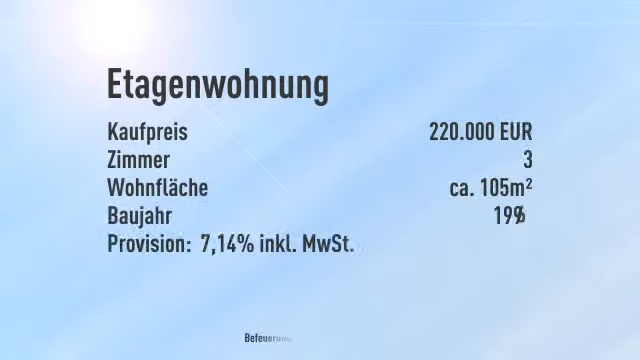 Etagenwohnung
Kaufpreis 220.000 EUR
Zimmer 3
Wohnfläche ca. 105m²
Baujahr
Provision: 7,14% inkl. MwSt.